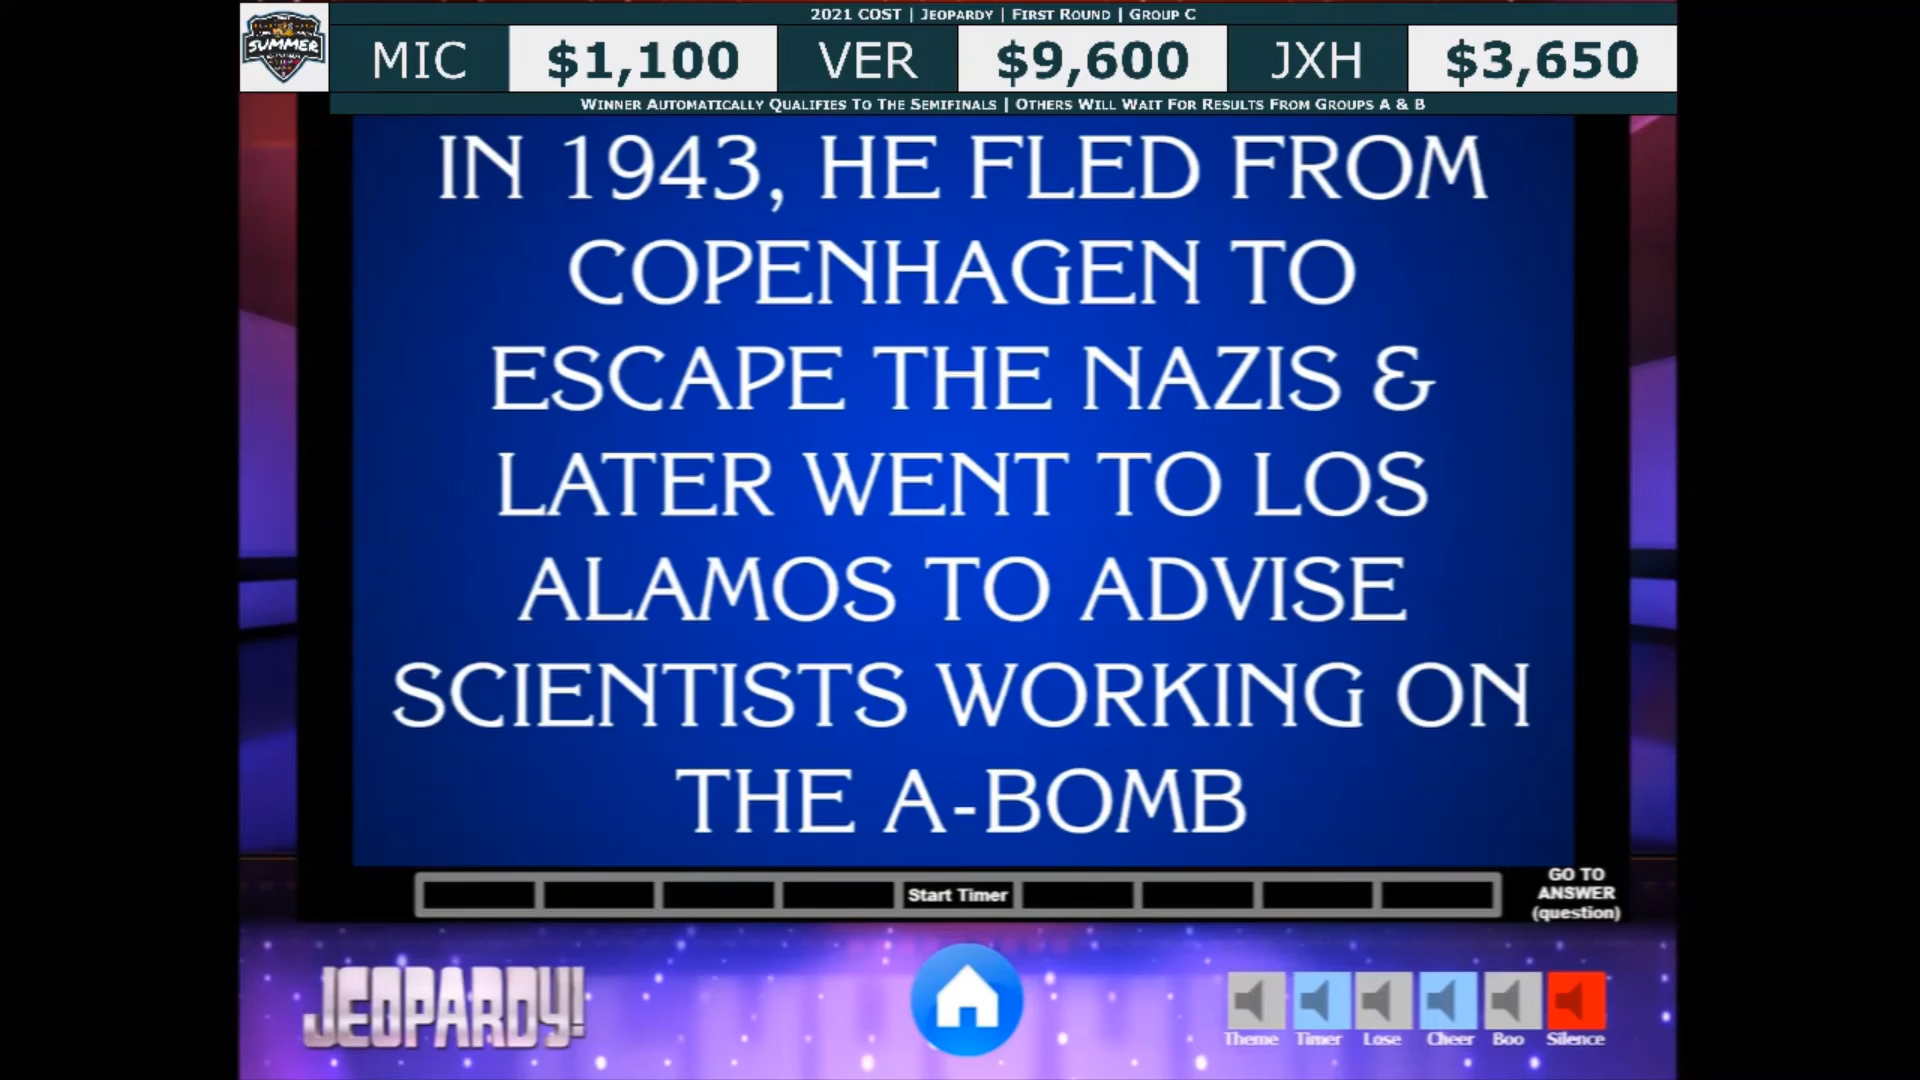 2021 COST | JEOPARDY | FIRST ROUND | GROUP C
SUMMER
MIC $1,100 VER $9,600 JXH $3,650
WINNER AUTOMATICALLY QUALIFIES TO THE SEMIFINALS | OTHERS WILL WAIT FOR RESULTS FROM GROUPS A & B
IN 1943, HE FLED FROM
COPENHAGEN TO
ESCAPE THE NAZIS &
LATER WENT TO LOS
ALAMOS TO ADVISE
SCIENTISTS WORKING ON
THE A-BOMB
Start Timer
GO TO
ANSWER
(question)
JEOPARDY!
Theme Timer Lose Cheer Boo Silence